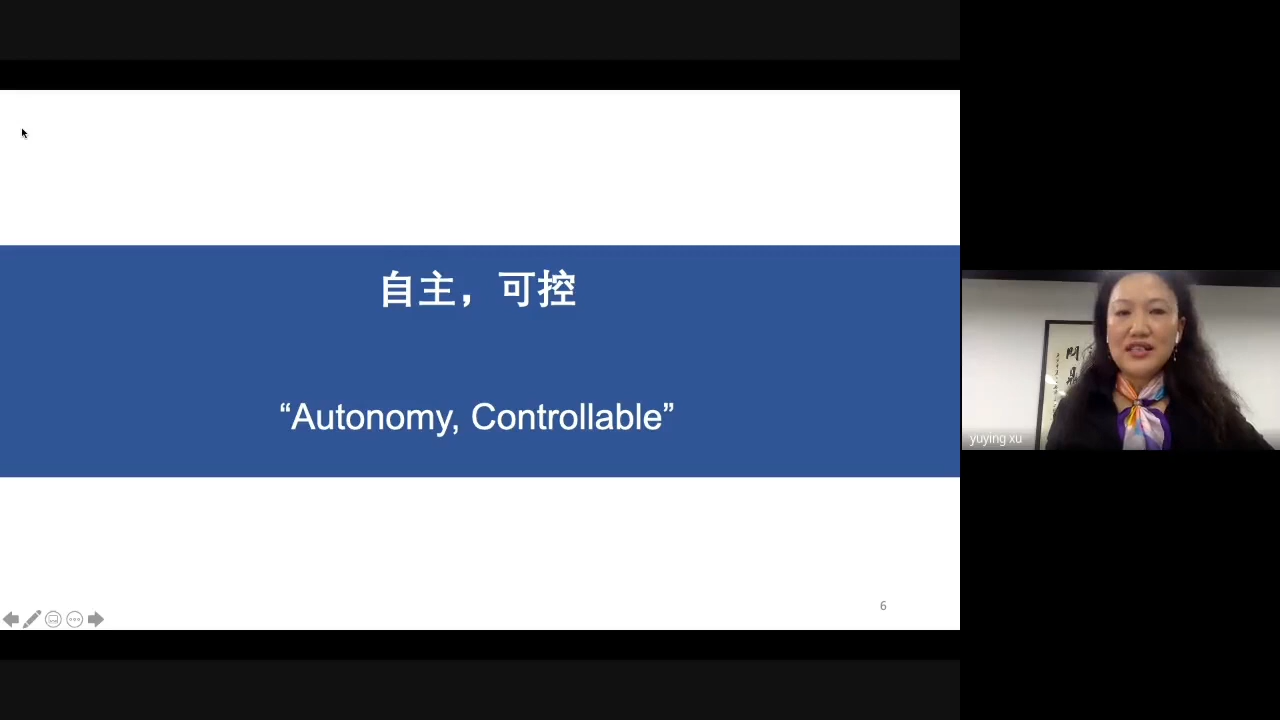 自主，可控
“Autonomy, Controllable”
6
yuying xu